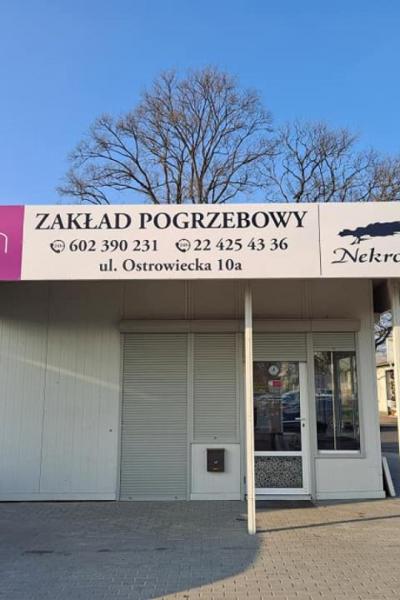 ZAKŁAD POGRZEBOWY
602 390 231 22 425 43 36
ul. Ostrowiecka 10a